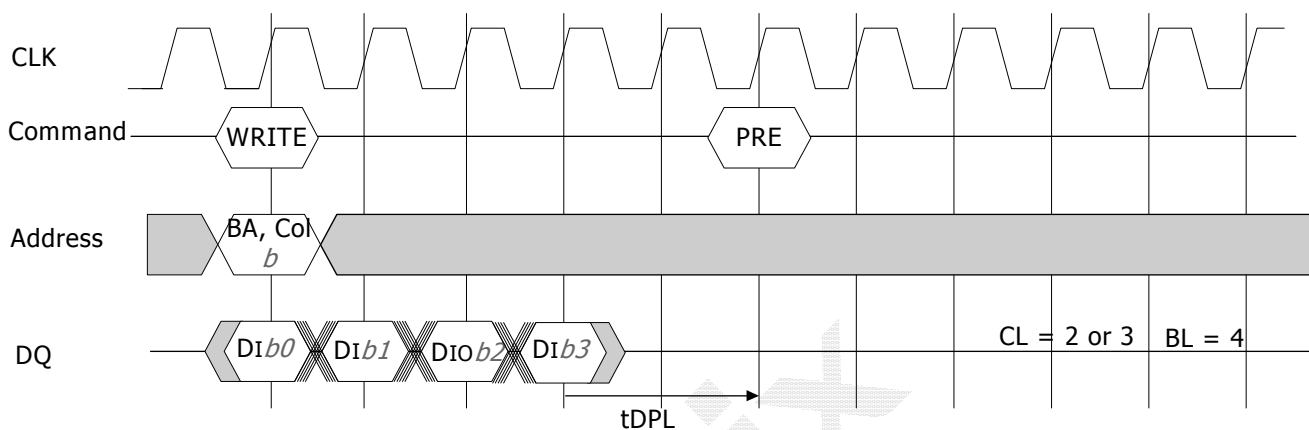 CLK
Command
WRITE
PRE
Address
BA, Col
b
DQ
DIb0
DIb1
DIOb2
DIb3
CL = 2 or 3
BL = 4
tDPL